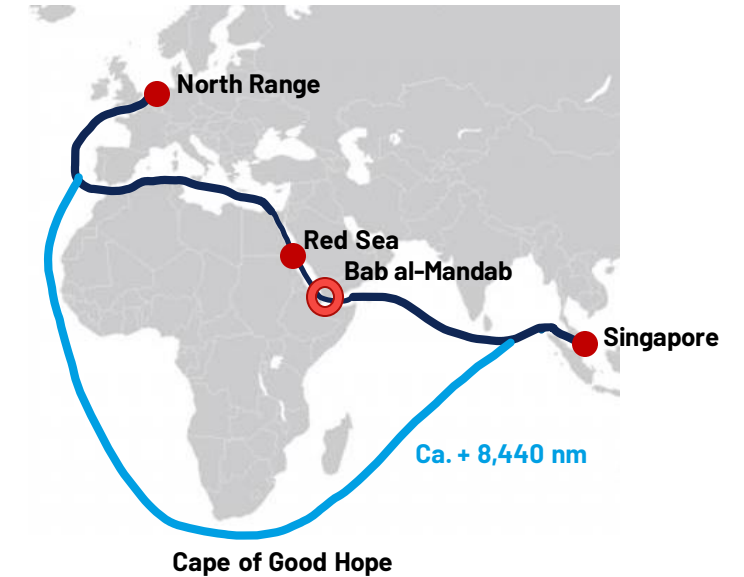 North Range
Red Sea
Bab al-Mandab
Singapore
Ca. + 8,440 nm
Cape of Good Hope